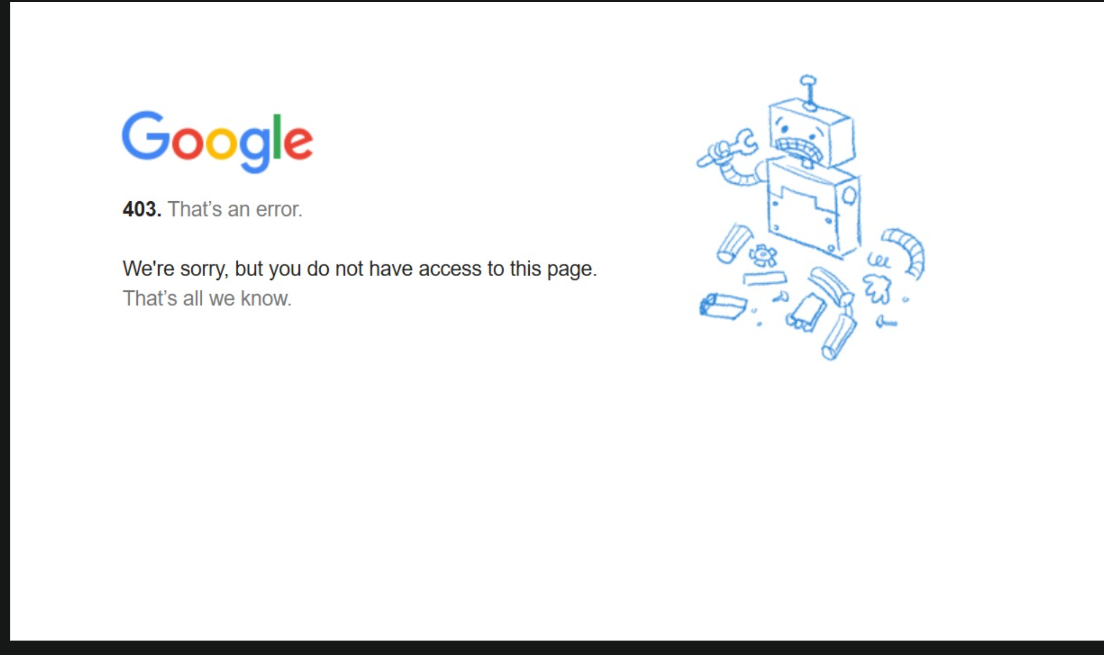 Google
403. That’s an error.
We're sorry, but you do not have access to this page.
That’s all we know.